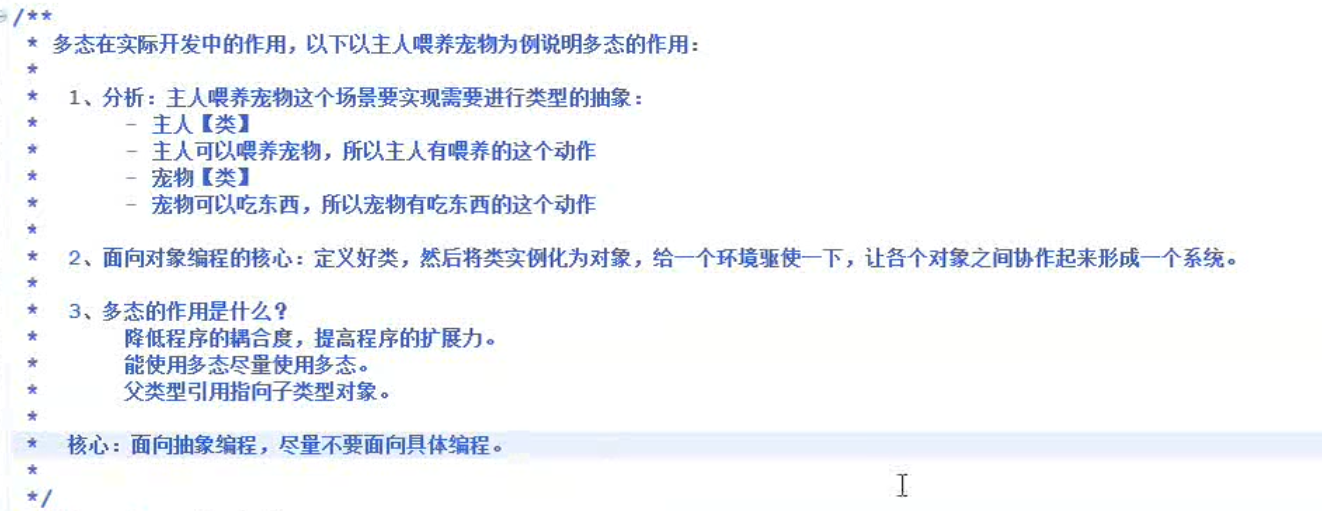 /**
* 多态在实际开发中的作用，以下以主人喂养宠物为例说明多态的作用：
*
* 1、分析：主人喂养宠物这个场景要实现需要进行类型的抽象：
* - 主人【类】
* - 主人可以喂养宠物，所以主人有喂养的这个动作
* - 宠物【类】
* - 宠物可以吃东西，所以宠物有吃东西的这个动作
*
* 2、面向对象编程的核心：定义好类，然后将类实例化为对象，给一个环境驱使一下，让各个对象之间协作起来形成一个系统。
*
* 3、多态的作用是什么？
* 降低程序的耦合度，提高程序的扩展力。
* 能使用多态尽量使用多态。
* 父类型引用指向子类型对象。
*
* 核心：面向抽象编程，尽量不要面向具体编程。
*
*/